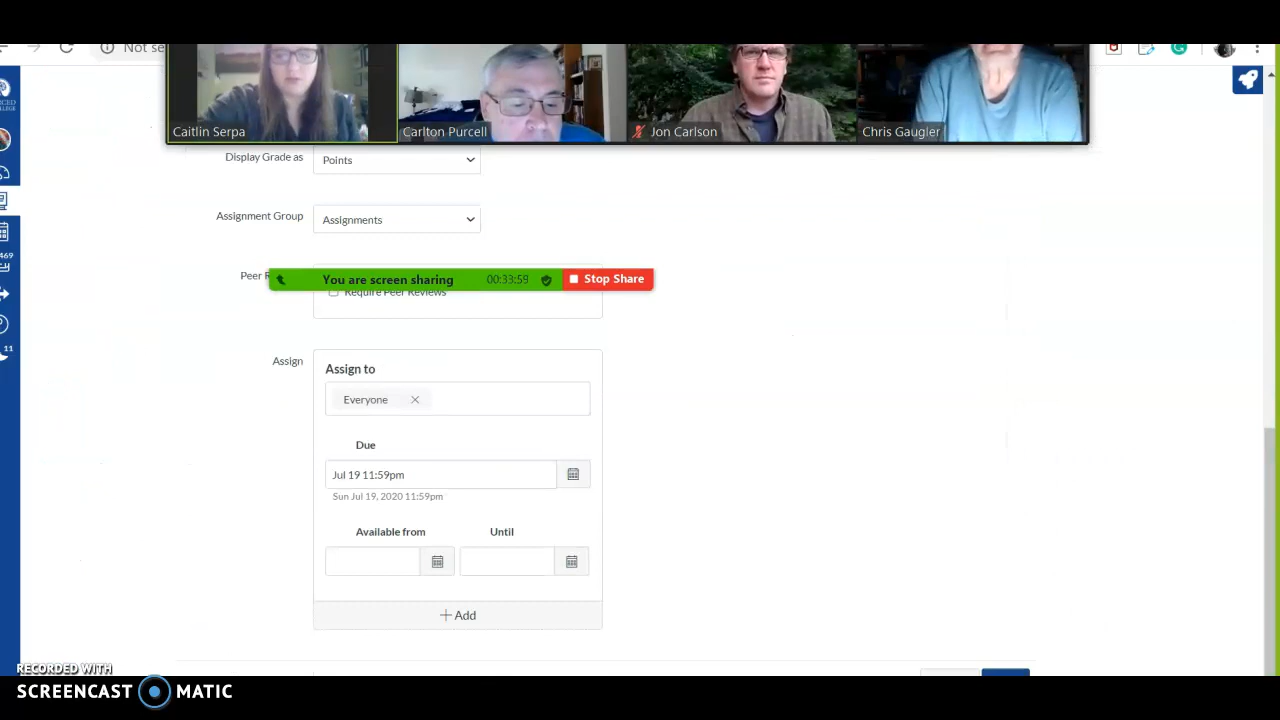 Not se
Caitlin Serpa
Carlton Purcell
Jon Carlson
Chris Gaugler
Display Grade as
Points
Assignment Group
Assignments
469
Peer R
You are screen sharing 00:33:59 Stop Share
Require Peer Reviews
11
Assign
Assign to
Everyone
Due
Jul 19 11:59pm
Sun Jul 19, 2020 11:59pm
Available from Until
+ Add
RECORDED WITH
SCREENCAST MATIC